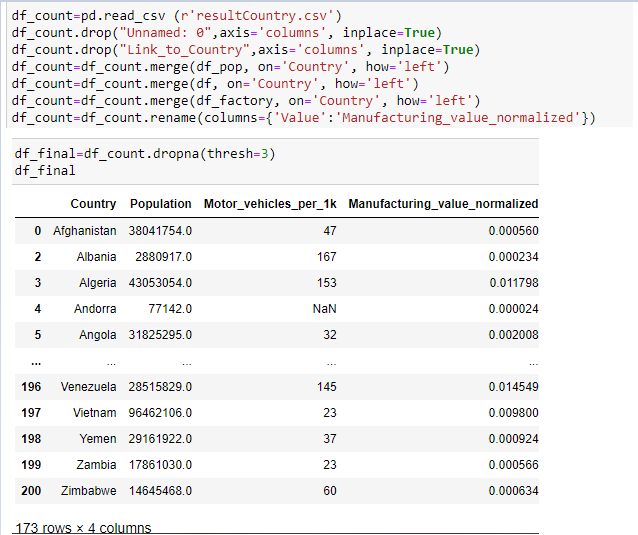 df_count=pd.read_csv (r'resultCountry.csv')
df_count.drop("Unnamed: 0",axis='columns', inplace=True)
df_count.drop("Link_to_Country",axis='columns', inplace=True)
df_count=df_count.merge(df_pop, on='Country', how='left')
df_count=df_count.merge(df, on='Country', how='left')
df_count=df_count.merge(df_factory, on='Country', how='left')
df_count=df_count.rename(columns={'Value':'Manufacturing_value_normalized'})
df_final=df_count.dropna(thresh=3)
df_final
Country Population Motor_vehicles_per_1k Manufacturing_value_normalized
0 Afghanistan 38041754.0 47 0.000560
2 Albania 2880917.0 167 0.000234
3 Algeria 43053054.0 153 0.011798
4 Andorra 77142.0 NaN 0.000024
5 Angola 31825295.0 32 0.002008
... ... ... ... ...
196 Venezuela 28515829.0 145 0.014549
197 Vietnam 96462106.0 23 0.009800
198 Yemen 29161922.0 37 0.000924
199 Zambia 17861030.0 23 0.000566
200 Zimbabwe 14645468.0 60 0.000634
173 rows × 4 columns